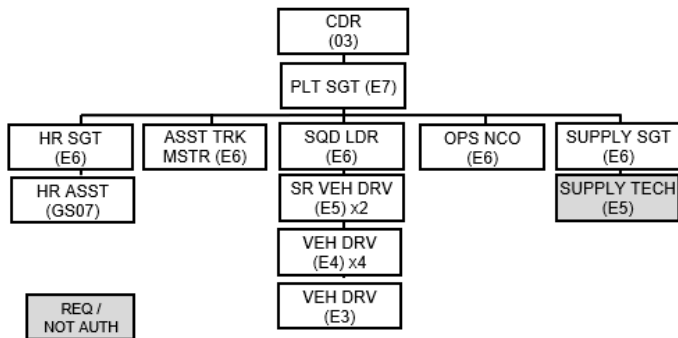 CDR
(03)
PLT SGT (E7)
HR SGT
(E6)
ASST TRK
MSTR (E6)
SQD LDR
(E6)
OPS NCO
(E6)
SUPPLY SGT
(E6)
HR ASST
(GS07)
SR VEH DRV
(E5) x2
SUPPLY TECH
(E5)
VEH DRV
(E4) x4
VEH DRV
(E3)
REQ /
NOT AUTH